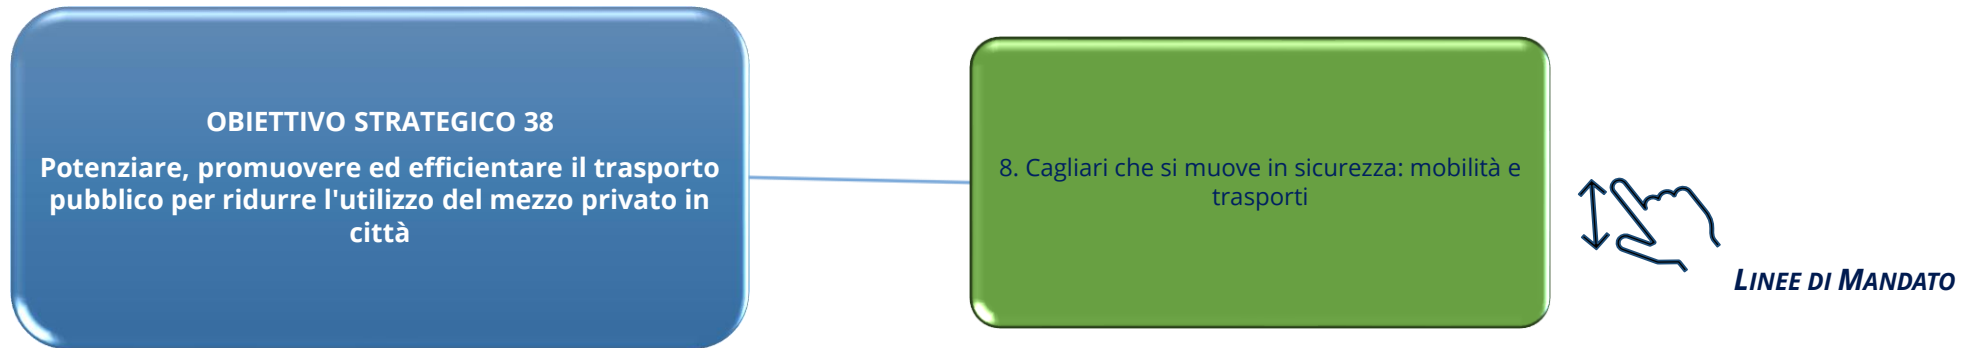 OBIETTIVO STRATEGICO 38
Potenziare, promuovere ed efficientare il trasporto
pubblico per ridurre l'utilizzo del mezzo privato in
città
8. Cagliari che si muove in sicurezza: mobilità e
trasporti
LINEE DI MANDATO